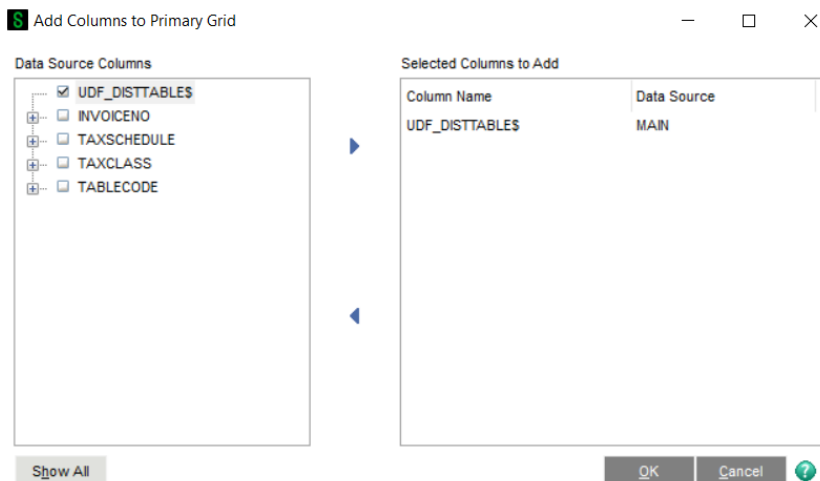 Add Columns to Primary Grid
Data Source Columns
UDF_DISTTABLE$
INVOICENO
TAXSCHEDULE
TAXCLASS
TABLECODE
Selected Columns to Add
Column Name Data Source
UDF_DISTTABLE$ MAIN
Show All
OK Cancel ?